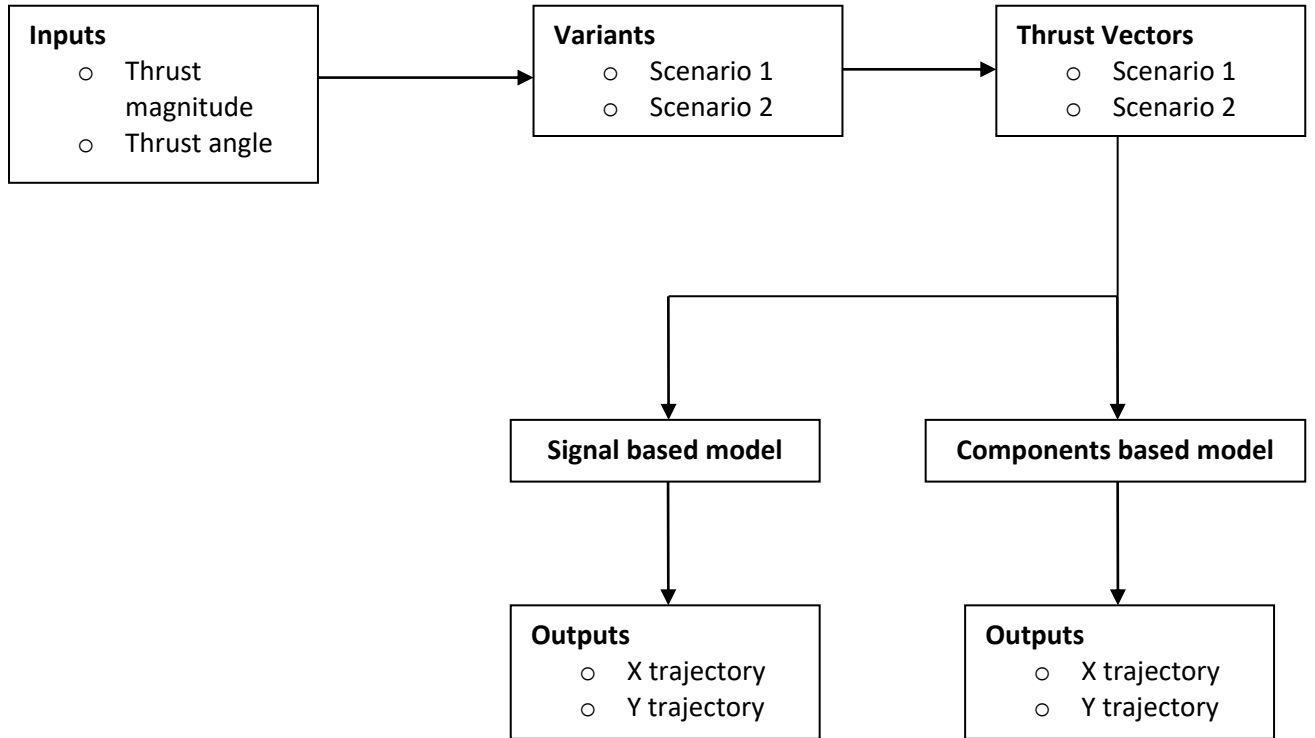 Inputs
o Thrust
magnitude
o Thrust angle
Variants
o Scenario 1
o Scenario 2
Thrust Vectors
o Scenario 1
o Scenario 2
Signal based model
Components based model
Outputs
o X trajectory
o Y trajectory
Outputs
o X trajectory
o Y trajectory